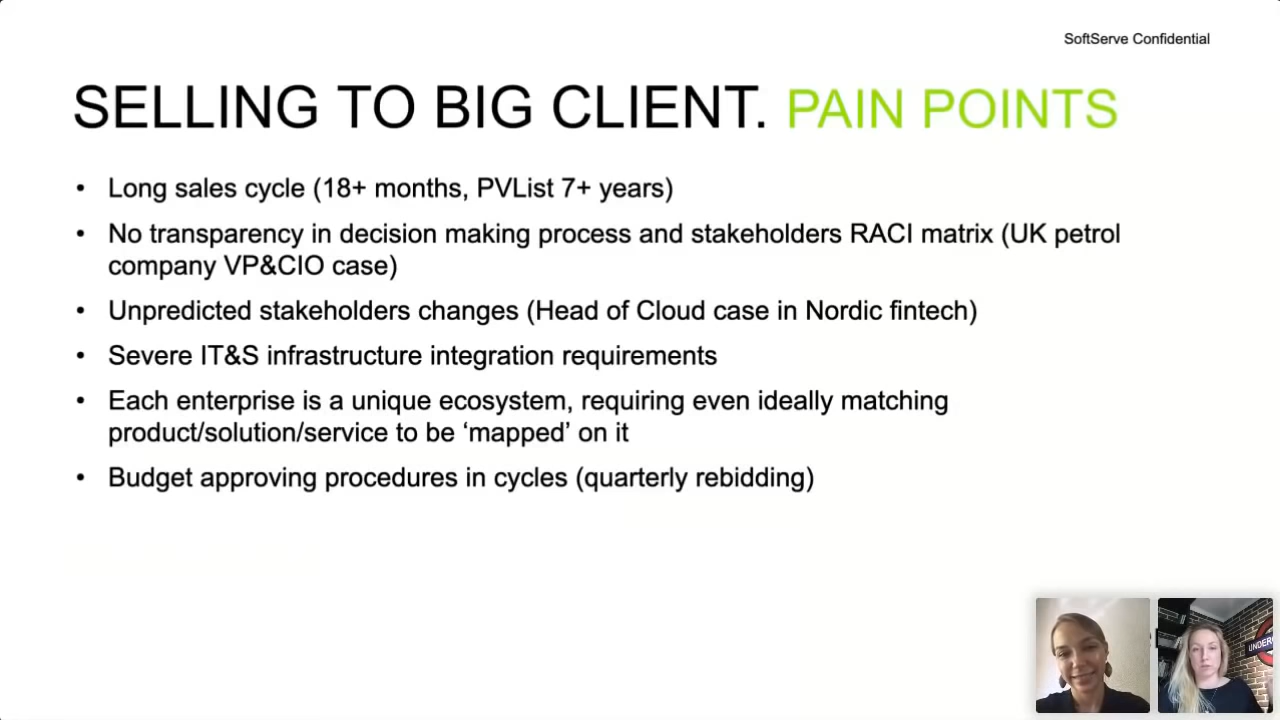 SoftServe Confidential
SELLING TO BIG CLIENT. PAIN POINTS
• Long sales cycle (18+ months, PVList 7+ years)
• No transparency in decision making process and stakeholders RACI matrix (UK petrol
company VP&CIO case)
• Unpredicted stakeholders changes (Head of Cloud case in Nordic fintech)
• Severe IT&S infrastructure integration requirements
• Each enterprise is a unique ecosystem, requiring even ideally matching
product/solution/service to be ‘mapped’ on it
• Budget approving procedures in cycles (quarterly rebidding)
UNDERG